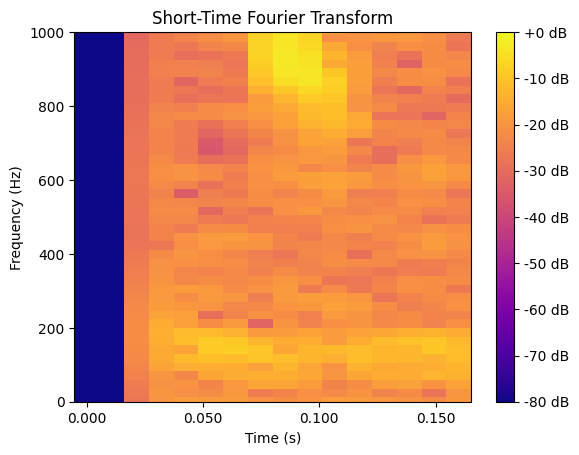 Short-Time Fourier Transform
1000
800
600
400
200
0
Frequency (Hz)
0.000
0.050
0.100
0.150
Time (s)
+0 dB
-10 dB
-20 dB
-30 dB
-40 dB
-50 dB
-60 dB
-70 dB
-80 dB